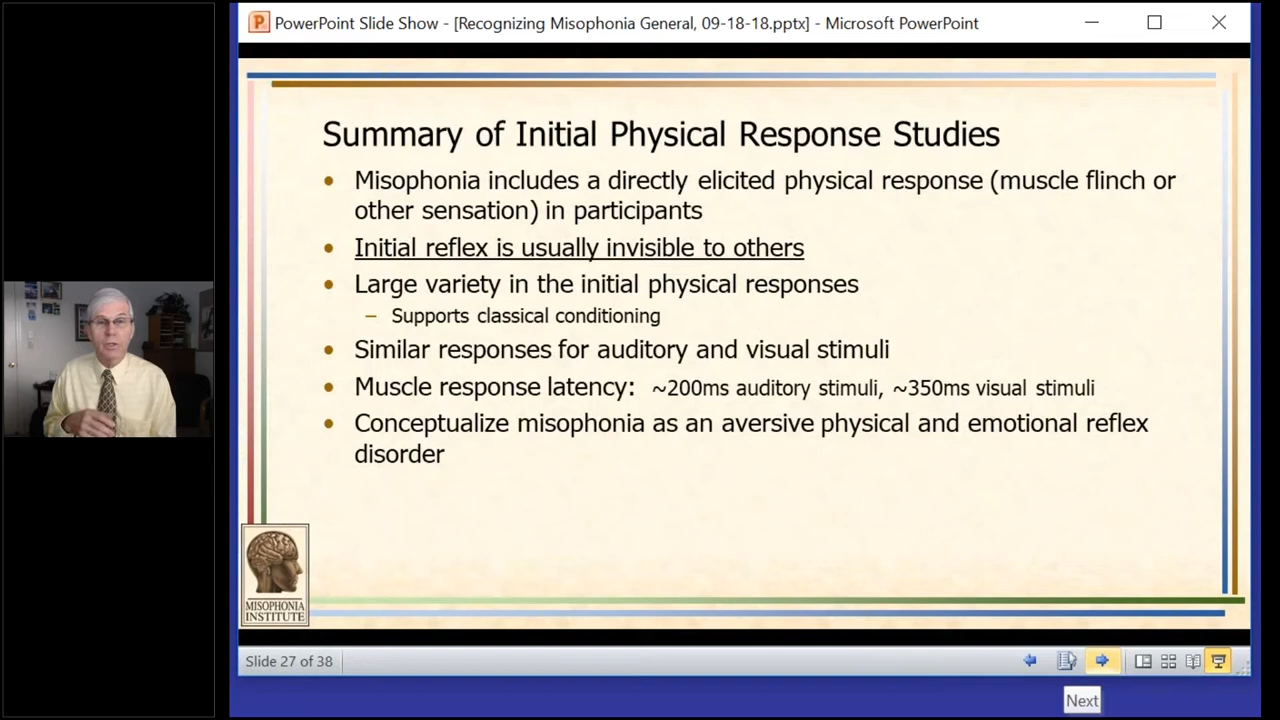 PowerPoint Slide Show - [Recognizing Misophonia General, 09-18-18.pptx] - Microsoft PowerPoint
Summary of Initial Physical Response Studies
• Misophonia includes a directly elicited physical response (muscle flinch or
other sensation) in participants
• Initial reflex is usually invisible to others
• Large variety in the initial physical responses
– Supports classical conditioning
• Similar responses for auditory and visual stimuli
• Muscle response latency: ~200ms auditory stimuli, ~350ms visual stimuli
• Conceptualize misophonia as an aversive physical and emotional reflex
disorder
MISOPHONIA
INSTITUTE
Slide 27 of 38
Next